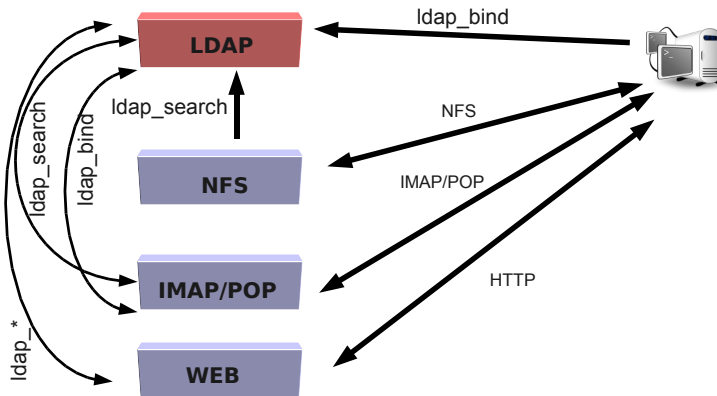 ldap_bind
LDAP
ldap_search
NFS
ldap_search
ldap_bind
IMAP/POP
NFS
IMAP/POP
HTTP
ldap_*
WEB
>_
>_